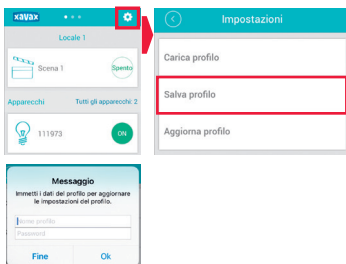 xavax
Locale 1
Scena 1
Spento
Apparecchi
Tutti gli apparecchi: 2
111973
ON
Impostazioni
Carica profilo
Salva profilo
Aggiorna profilo
Messaggio
Immetti i dati del profilo per aggiornare
le impostazioni del profilo.
Nome profilo
Password
Fine Ok